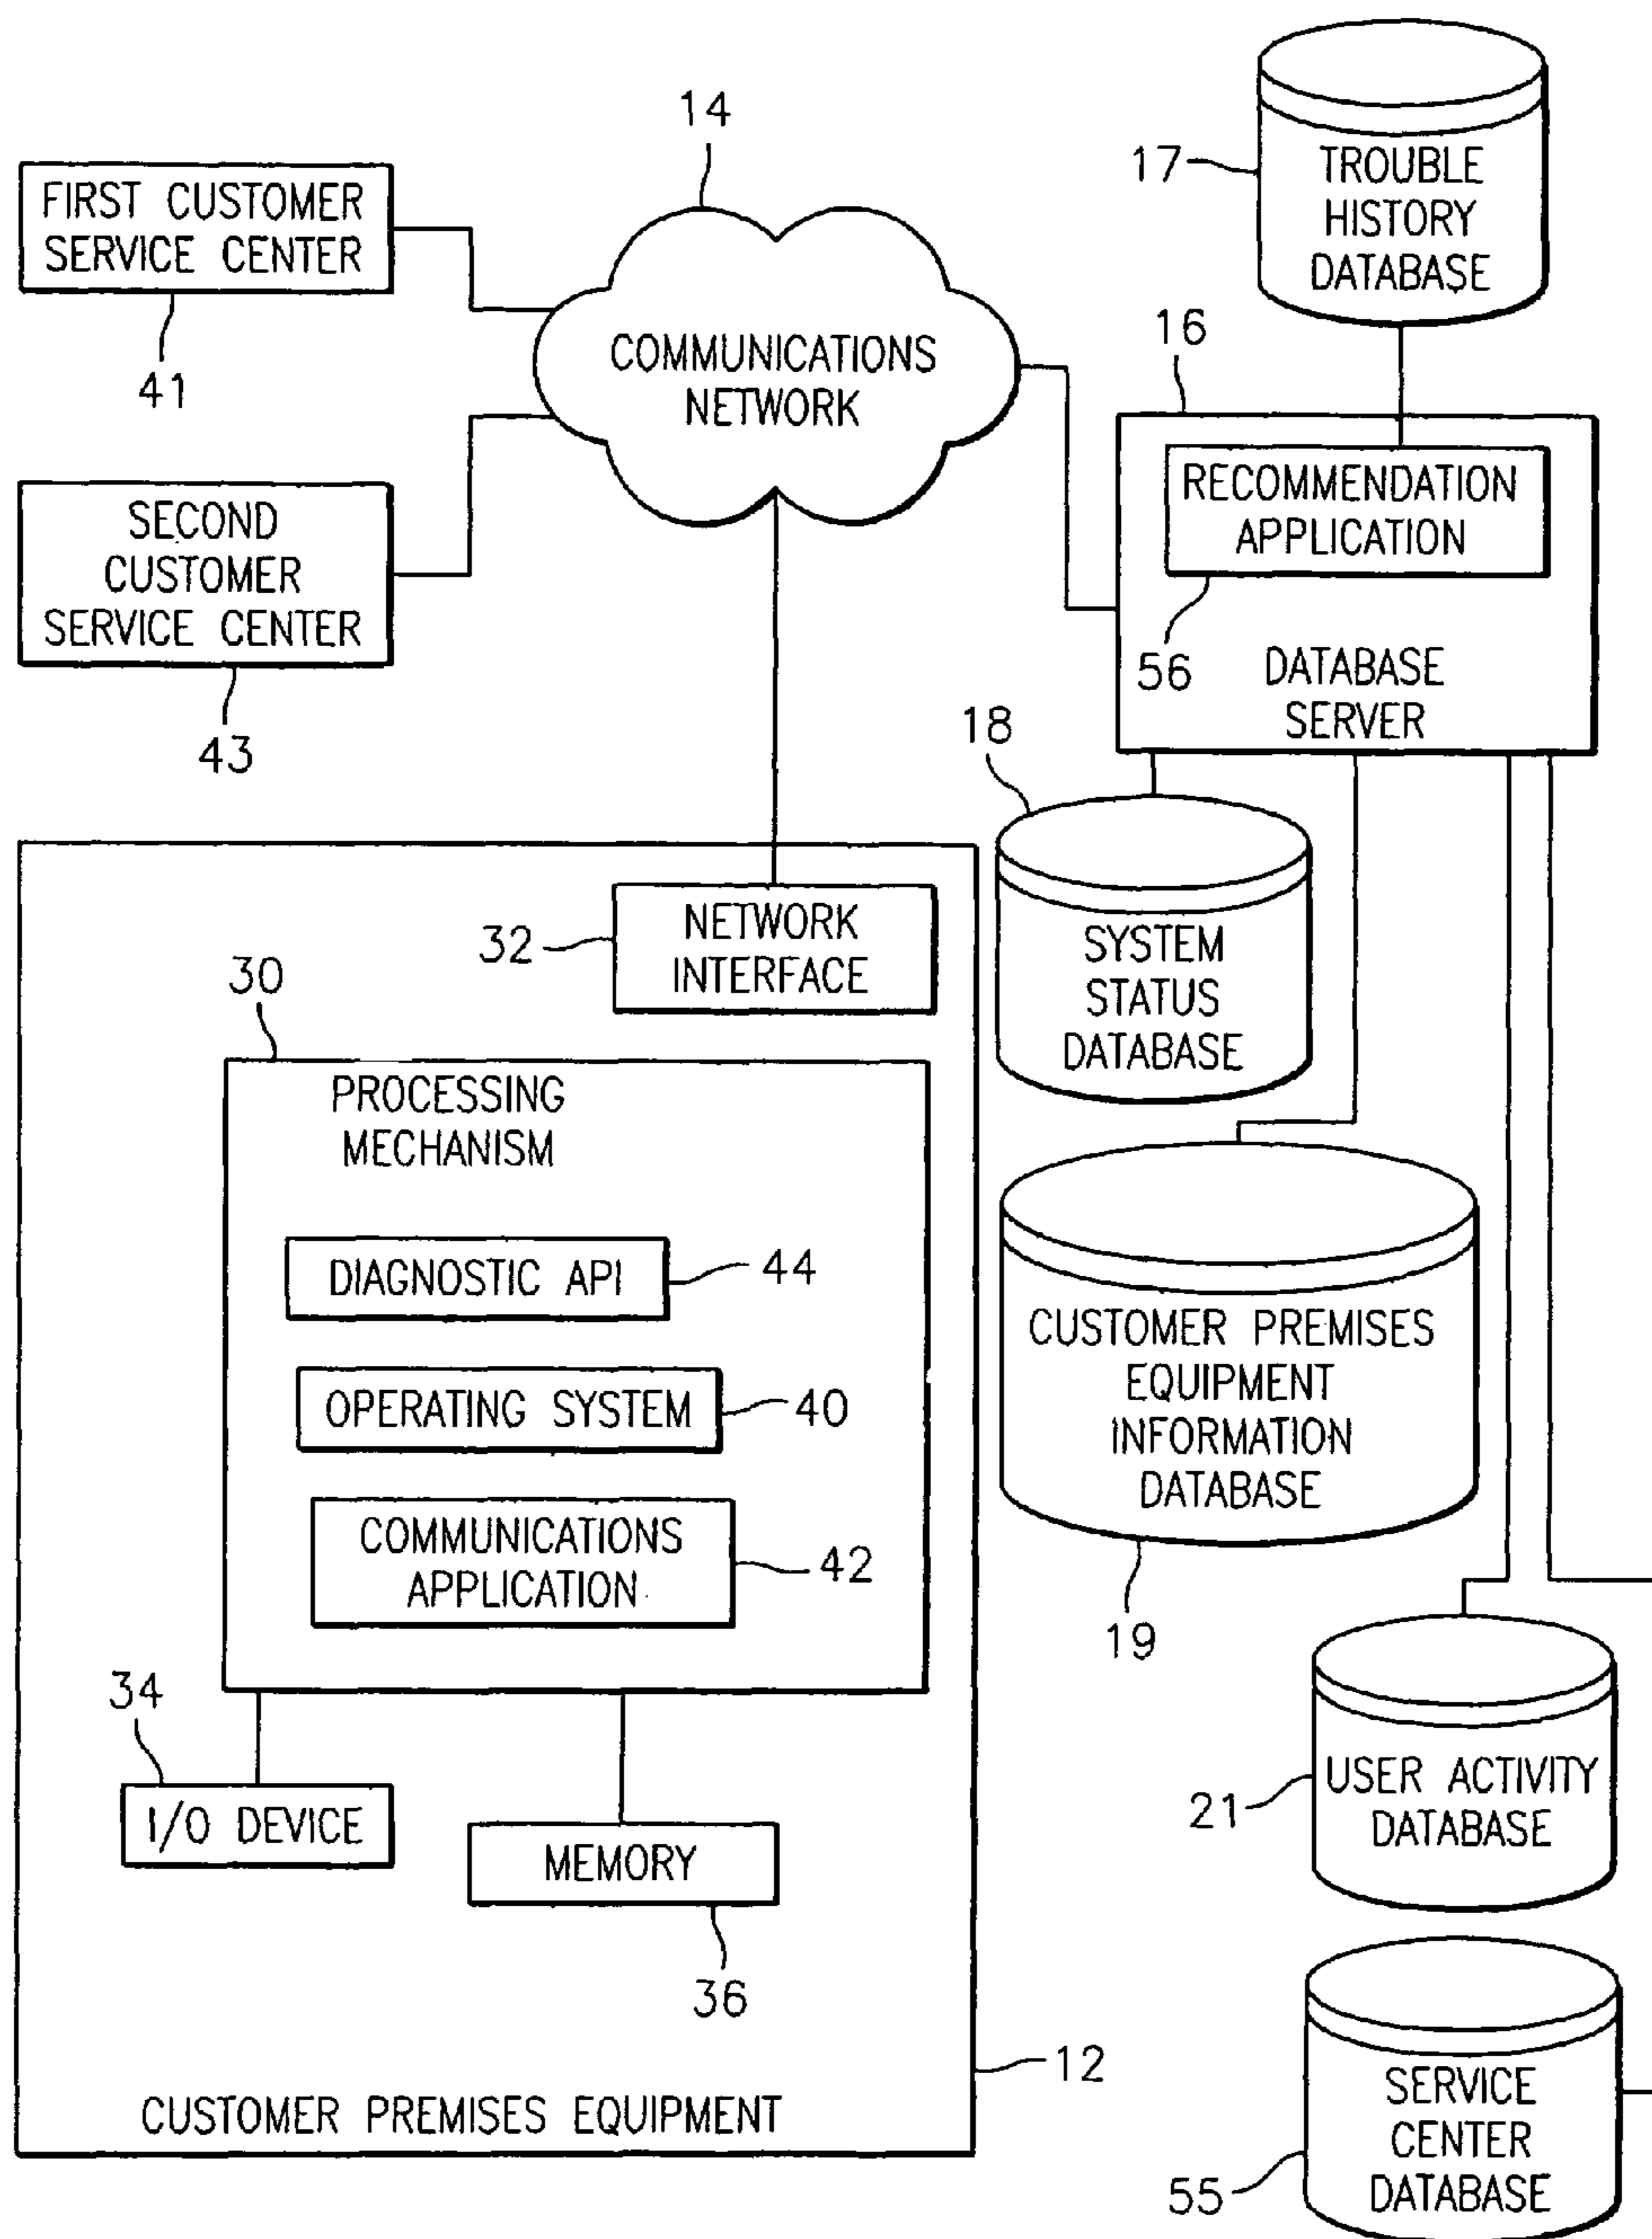 14
17
TROUBLE
HISTORY
DATABASE
FIRST CUSTOMER
SERVICE CENTER
41
COMMUNICATIONS
NETWORK
16
RECOMMENDATION
APPLICATION
56
DATABASE
SERVER
SECOND
CUSTOMER
SERVICE CENTER
43
18
SYSTEM
STATUS
DATABASE
32
NETWORK
INTERFACE
30
PROCESSING
MECHANISM
DIAGNOSTIC API
44
OPERATING SYSTEM
40
COMMUNICATIONS
APPLICATION
42
CUSTOMER PREMISES
EQUIPMENT
INFORMATION
DATABASE
19
34
I/O DEVICE
MEMORY
36
21
USER ACTIVITY
DATABASE
12
CUSTOMER PREMISES EQUIPMENT
SERVICE
CENTER
DATABASE
55